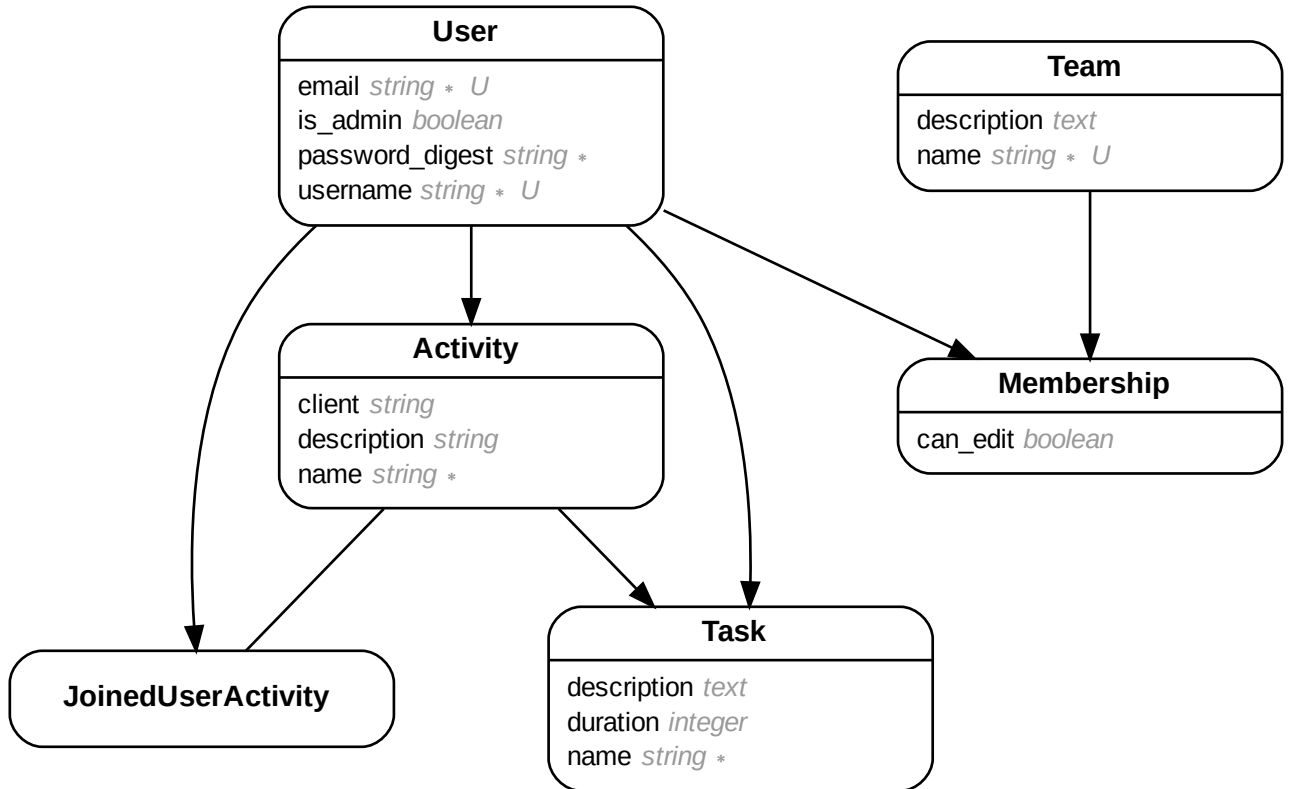 User
email string * U
is_admin boolean
password_digest string *
username string * U
Team
description text
name string * U
Activity
client string
description string
name string *
Membership
can_edit boolean
JoinedUserActivity
Task
description text
duration integer
name string *